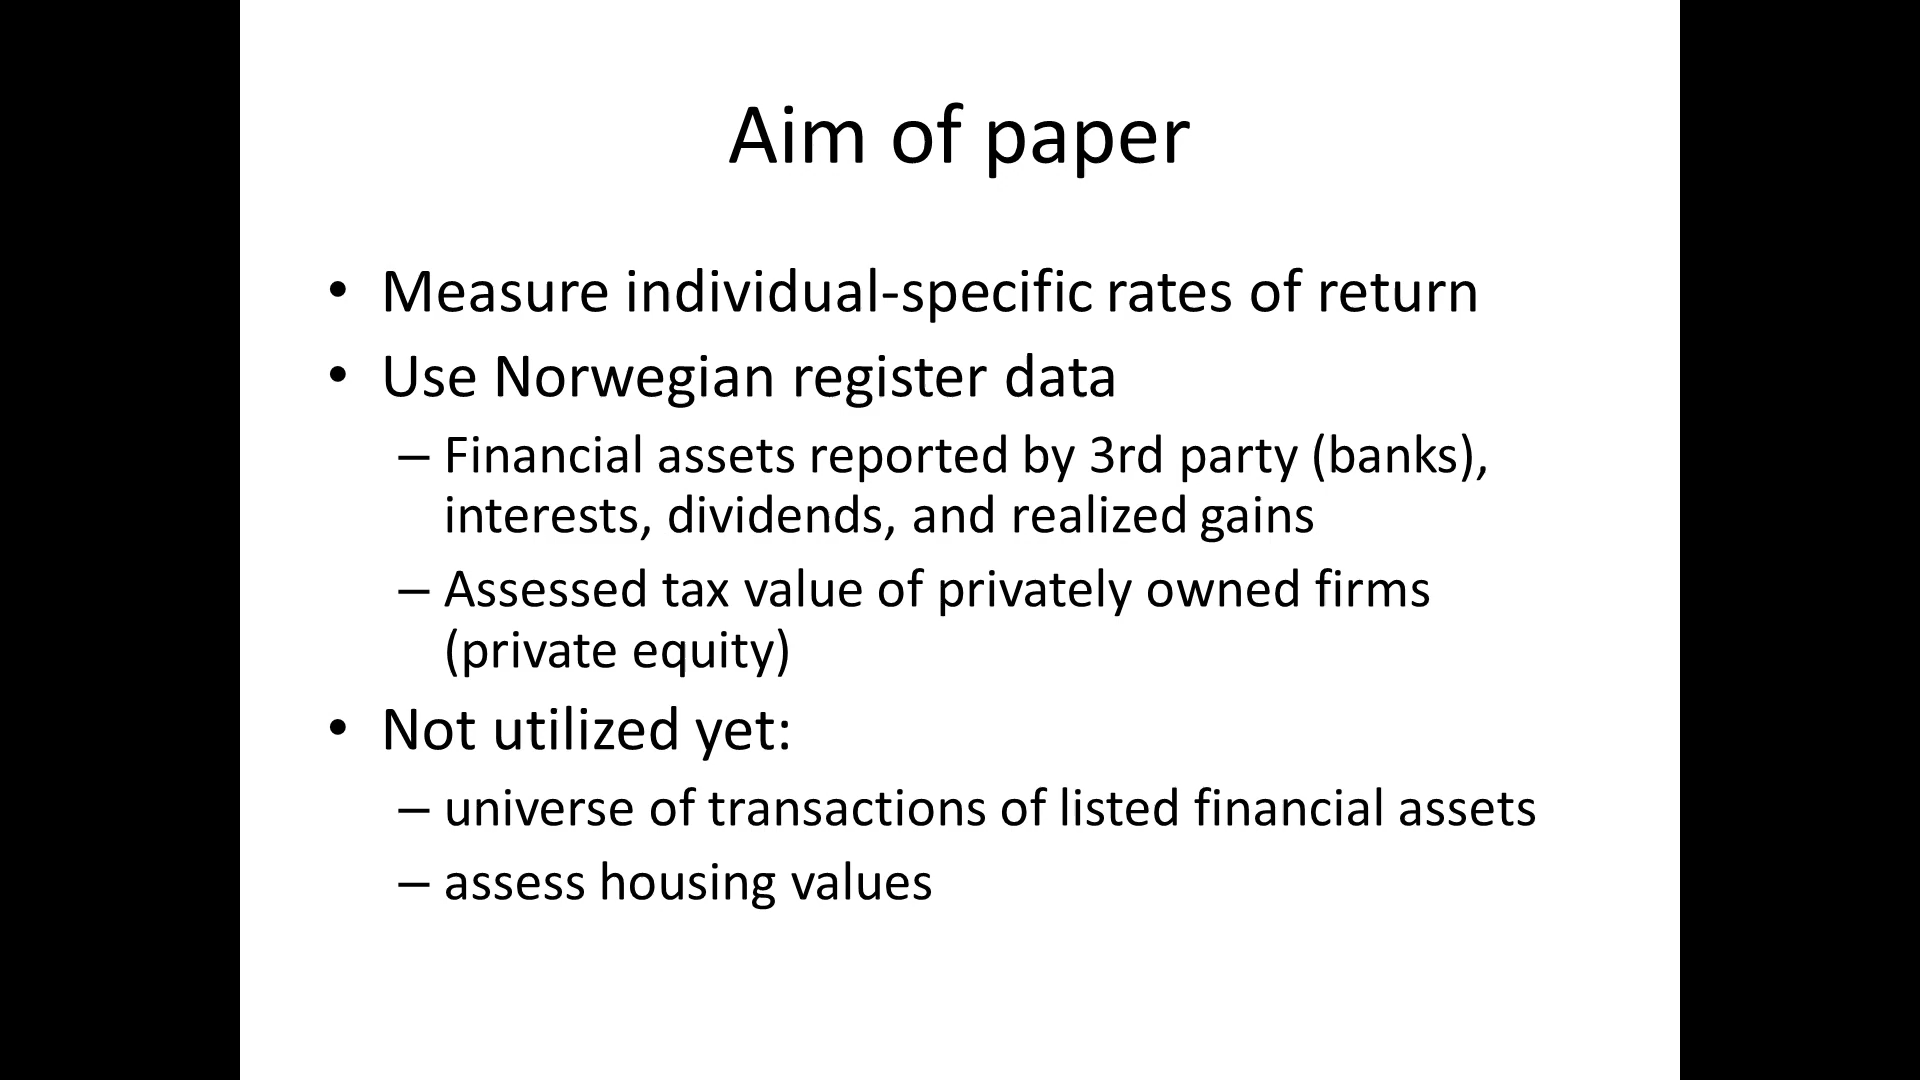 Aim of paper
• Measure individual-specific rates of return
• Use Norwegian register data
– Financial assets reported by 3rd party (banks),
interests, dividends, and realized gains
– Assessed tax value of privately owned firms
(private equity)
• Not utilized yet:
– universe of transactions of listed financial assets
– assess housing values